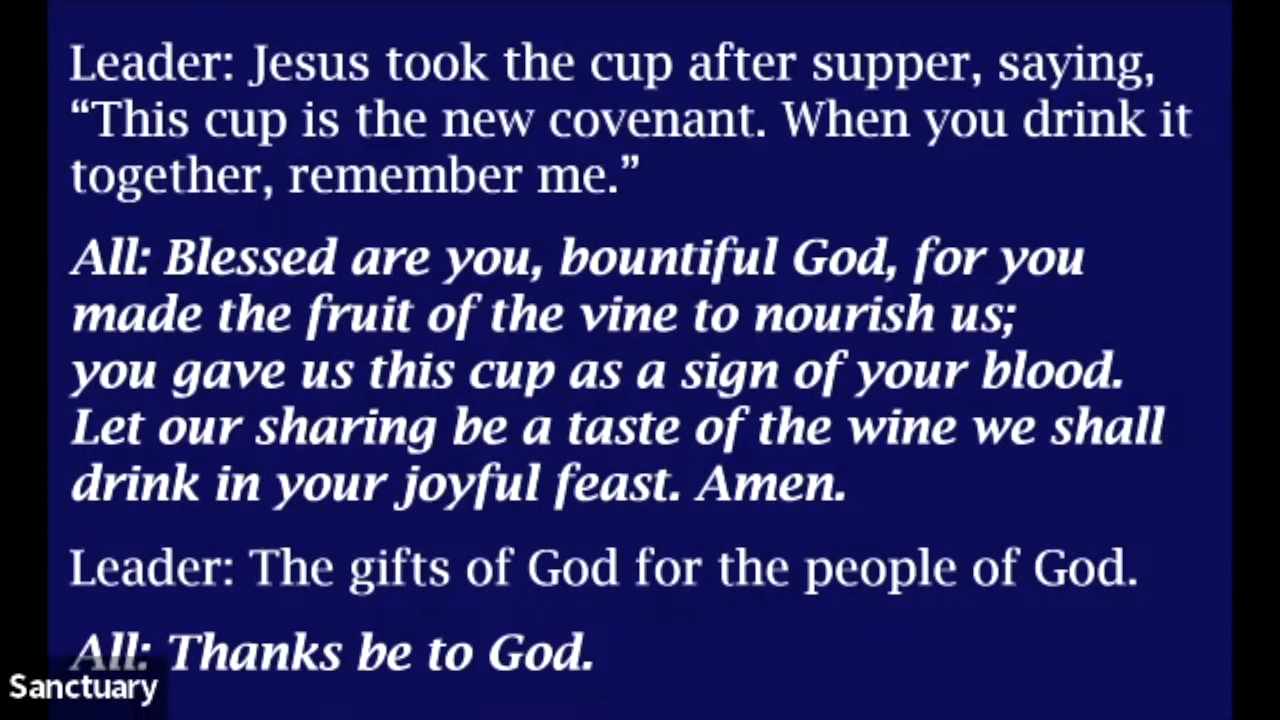 Leader: Jesus took the cup after supper, saying,
“This cup is the new covenant. When you drink it
together, remember me.”
All: Blessed are you, bountiful God, for you
made the fruit of the vine to nourish us;
you gave us this cup as a sign of your blood.
Let our sharing be a taste of the wine we shall
drink in your joyful feast. Amen.
Leader: The gifts of God for the people of God.
All: Thanks be to God.
Sanctuary